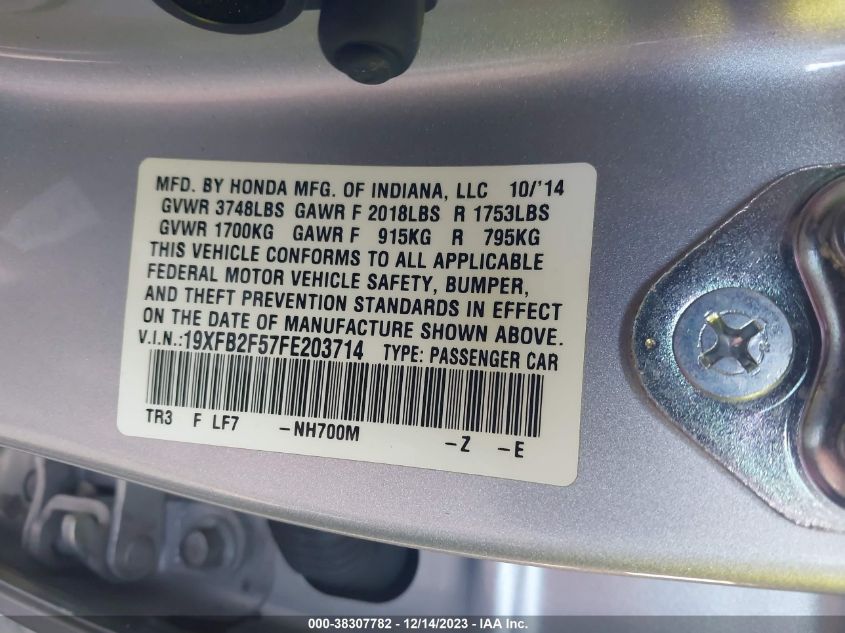 MFD. BY HONDA MFG. OF INDIANA, LLC 10/'14
GVWR 3748LBS GAWR F 2018LBS R 1753LBS
GVWR 1700KG GAWR F 915KG R 795KG
THIS VEHICLE CONFORMS TO ALL APPLICABLE
FEDERAL MOTOR VEHICLE SAFETY, BUMPER,
AND THEFT PREVENTION STANDARDS IN EFFECT
ON THE DATE OF MANUFACTURE SHOWN ABOVE.
V.I.N.:19XFB2F57FE203714 TYPE: PASSENGER CAR
TR3 F LF7 -NH700M -Z -E
000-38307782 - 12/14/2023 - IAA Inc.